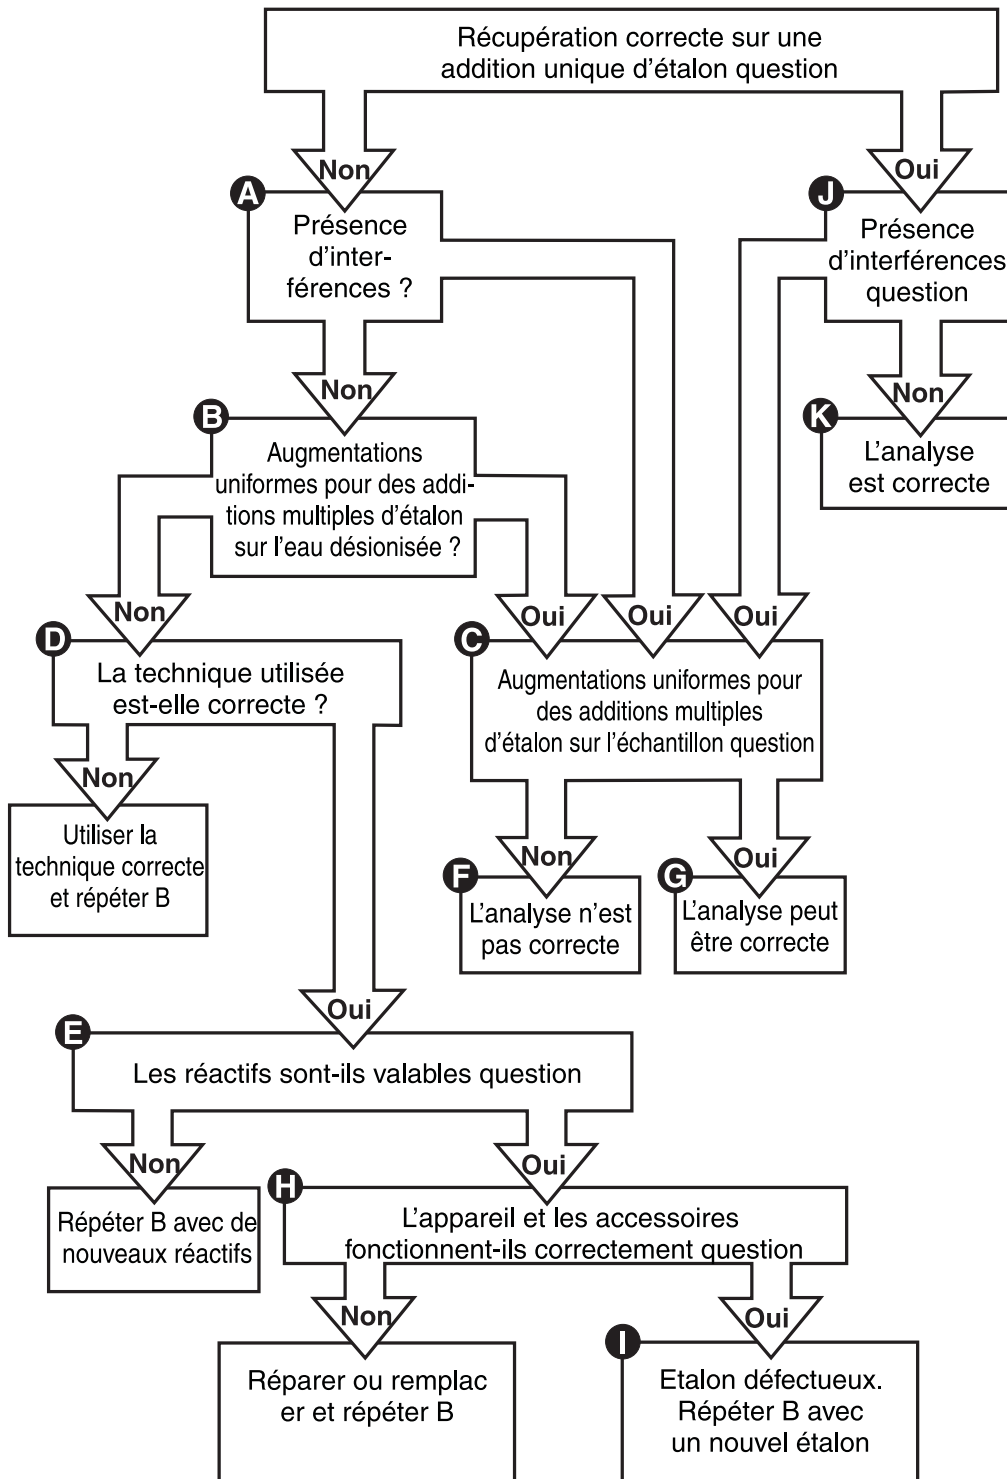 Récupération correcte sur une
addition unique d'étalon question
Non
Oui
A
Présence
d'inter-
férences ?
J
Présence
d'interférences
question
Non
Non
B
Augmentations
uniformes pour des addi-
tions multiples d'étalon
sur l'eau désionisée ?
K
L'analyse
est correcte
Non
Oui
Oui
Oui
D
La technique utilisée
est-elle correcte ?
C
Augmentations uniformes pour
des additions multiples
d'étalon sur l'échantillon question
Non
Utiliser la
technique correcte
et répéter B
Non
Oui
F
L'analyse n'est
pas correcte
G
L'analyse peut
être correcte
Oui
E
Les réactifs sont-ils valables question
Non
Oui
Répéter B avec de
nouveaux réactifs
H
L'appareil et les accessoires
fonctionnent-ils correctement question
Non
Oui
Réparer ou remplac
er et répéter B
I
Etalon défectueux.
Répéter B avec
un nouvel étalon